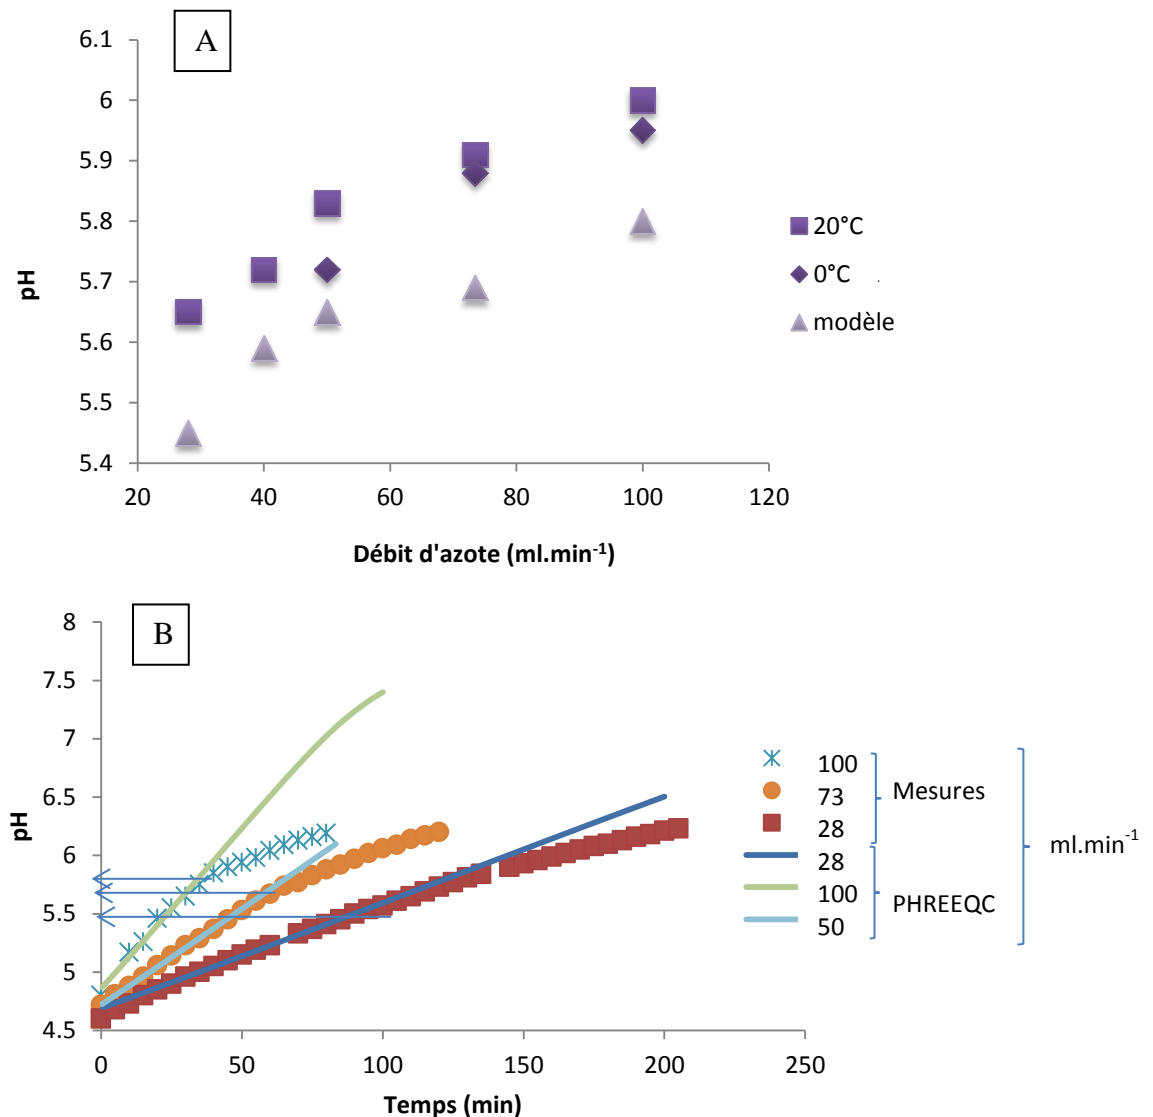 A
6.1
6
5.9
5.8
5.7
5.6
5.5
5.4
pH
20 40 60 80 100 120
Débit d'azote (ml.min⁻¹)
20°C
0°C
modèle
B
8
7.5
7
6.5
6
5.5
5
4.5
pH
0 50 100 150 200 250
Temps (min)
100
73
28
28
100
50
Mesures
PHREEQC
ml.min⁻¹